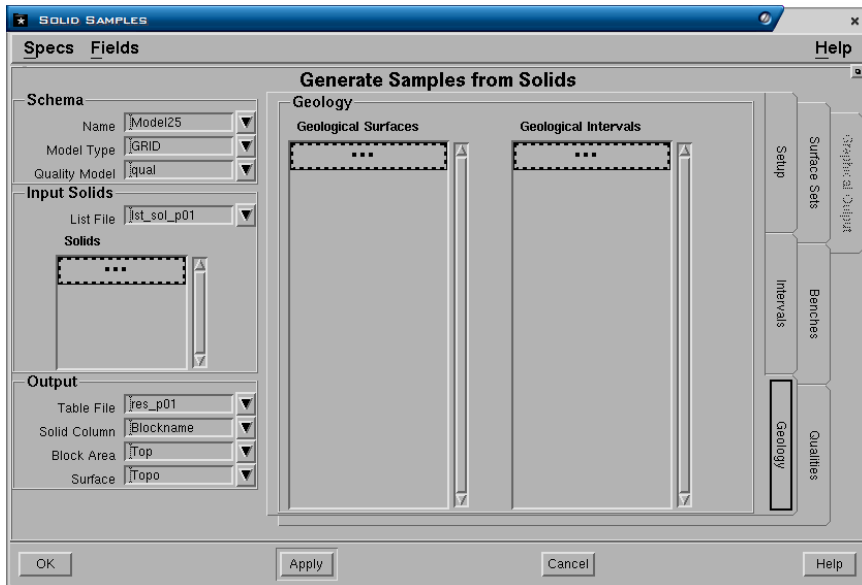 SOLID SAMPLES
Specs Fields Help
Generate Samples from Solids
Schema
Name Model25
Model Type GRID
Quality Model qual
Input Solids
List File lst_sol_p01
Solids
...
Output
Table File res_p01
Solid Column Blockname
Block Area Top
Surface Topo
Geology
Geological Surfaces
...
Geological Intervals
...
Setup
Intervals
Geology
Surface Sets
Benches
Qualities
Graphical Output
OK Apply Cancel Help